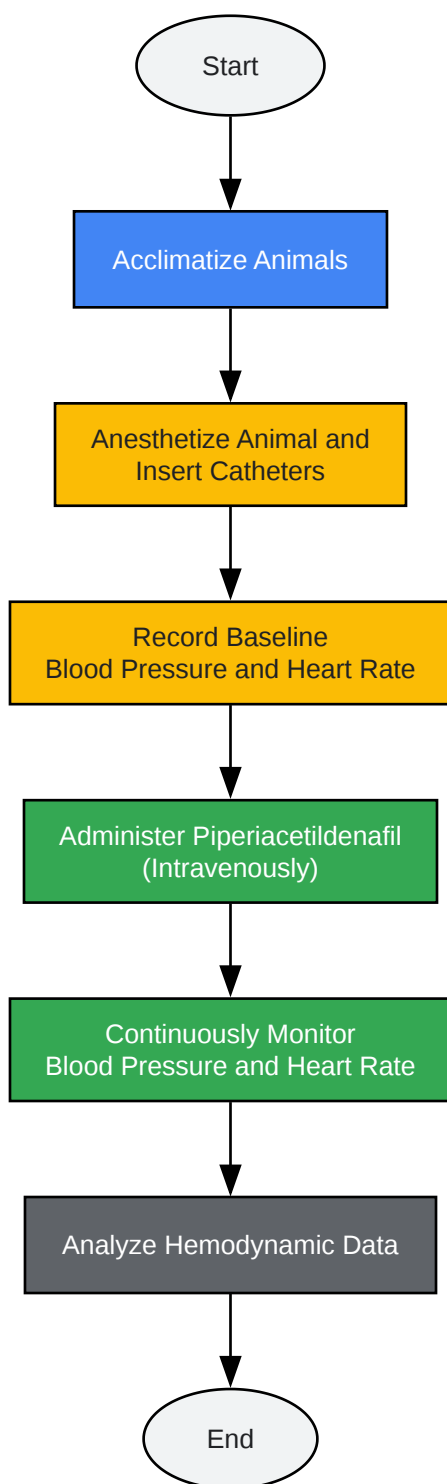 Start
Acclimatize Animals
Anesthetize Animal and
Insert Catheters
Record Baseline
Blood Pressure and Heart Rate
Administer Piperiacetildenafil
(Intravenously)
Continuously Monitor
Blood Pressure and Heart Rate
Analyze Hemodynamic Data
End